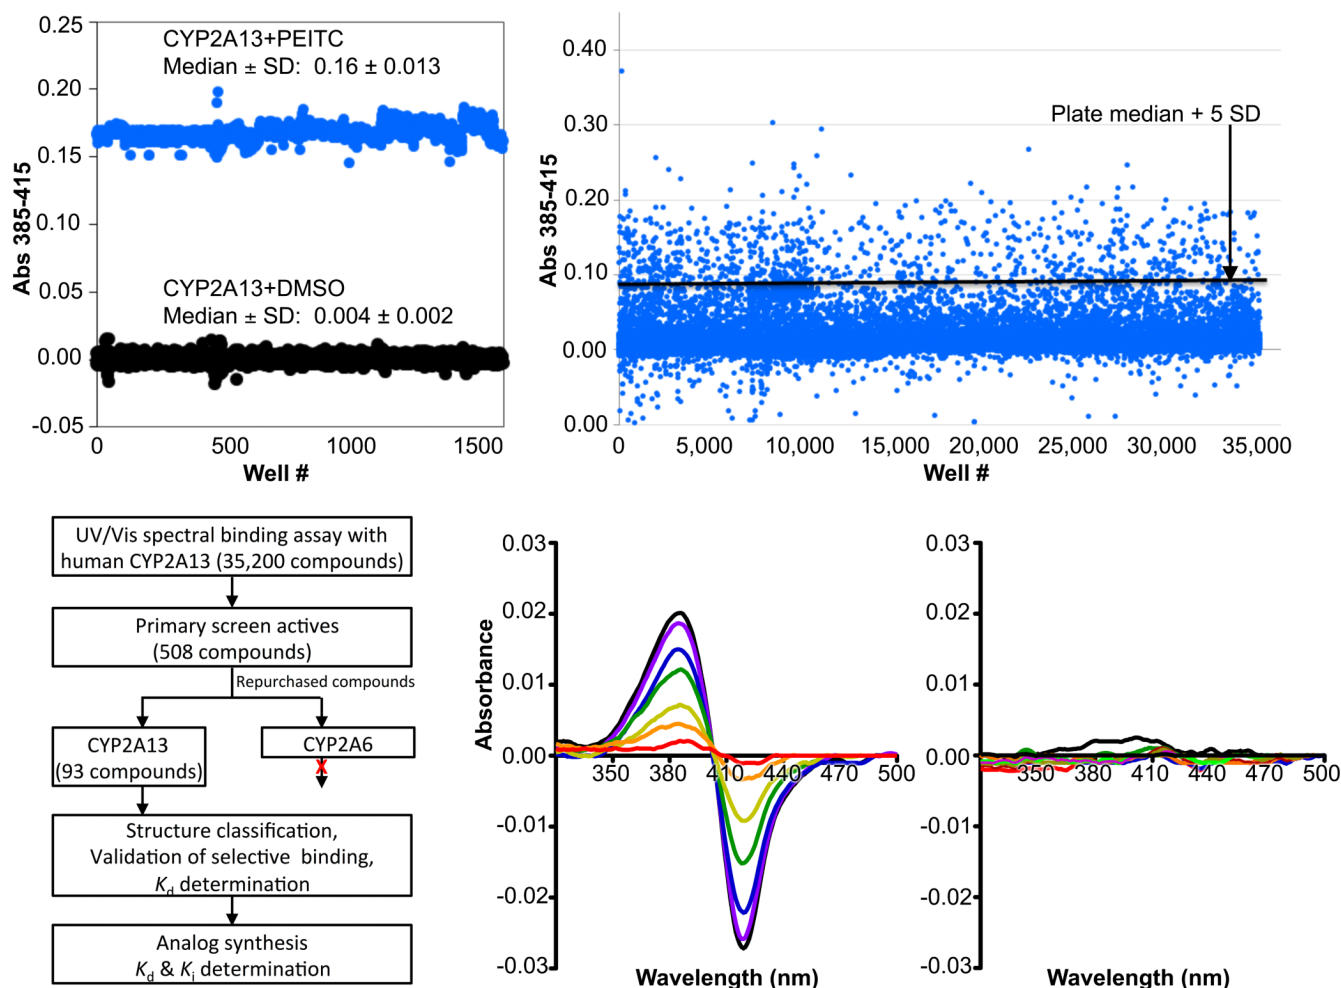 0.25
0.20
0.15
0.10
0.05
0.00
-0.05
Abs 385-415
CYP2A13+PEITC
Median ± SD: 0.16 ± 0.013
CYP2A13+DMSO
Median ± SD: 0.004 ± 0.002
0 500 1000 1500
Well #
0.40
0.30
0.20
0.10
0.00
0.00
Abs 385-415
Plate median + 5 SD
0 5,000 10,000 15,000 20,000 25,000 30,000 35,000
Well #
UV/Vis spectral binding assay with
human CYP2A13 (35,200 compounds)
Primary screen actives
(508 compounds)
Repurchased compounds
CYP2A13
(93 compounds)
CYP2A6
X
Structure classification,
Validation of selective binding,
Kd determination
Analog synthesis
Kd & Ki determination
0.03
0.02
0.01
0.00
-0.01
-0.02
-0.03
Absorbance
350 380 410 440 470 500
Wavelength (nm)
0.03
0.02
0.01
0.00
-0.01
-0.02
-0.03
350 380 410 440 470 500
Wavelength (nm)